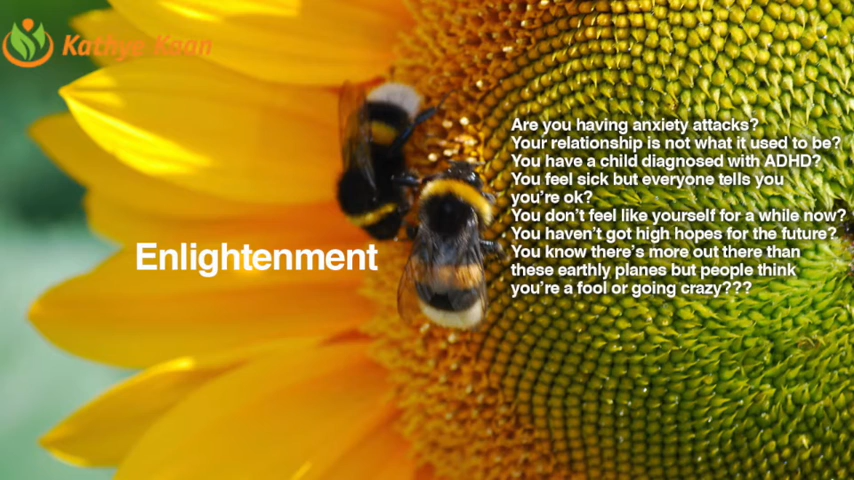 Kathye Kaan
Are you having anxiety attacks?
Your relationship is not what it used to be?
You have a child diagnosed with ADHD?
You feel sick but everyone tells you
you're ok?
You don't feel like yourself for a while now?
You haven't got high hopes for the future?
You know there's more out there than
these earthly planes but people think
you're a fool or going crazy???
Enlightenment